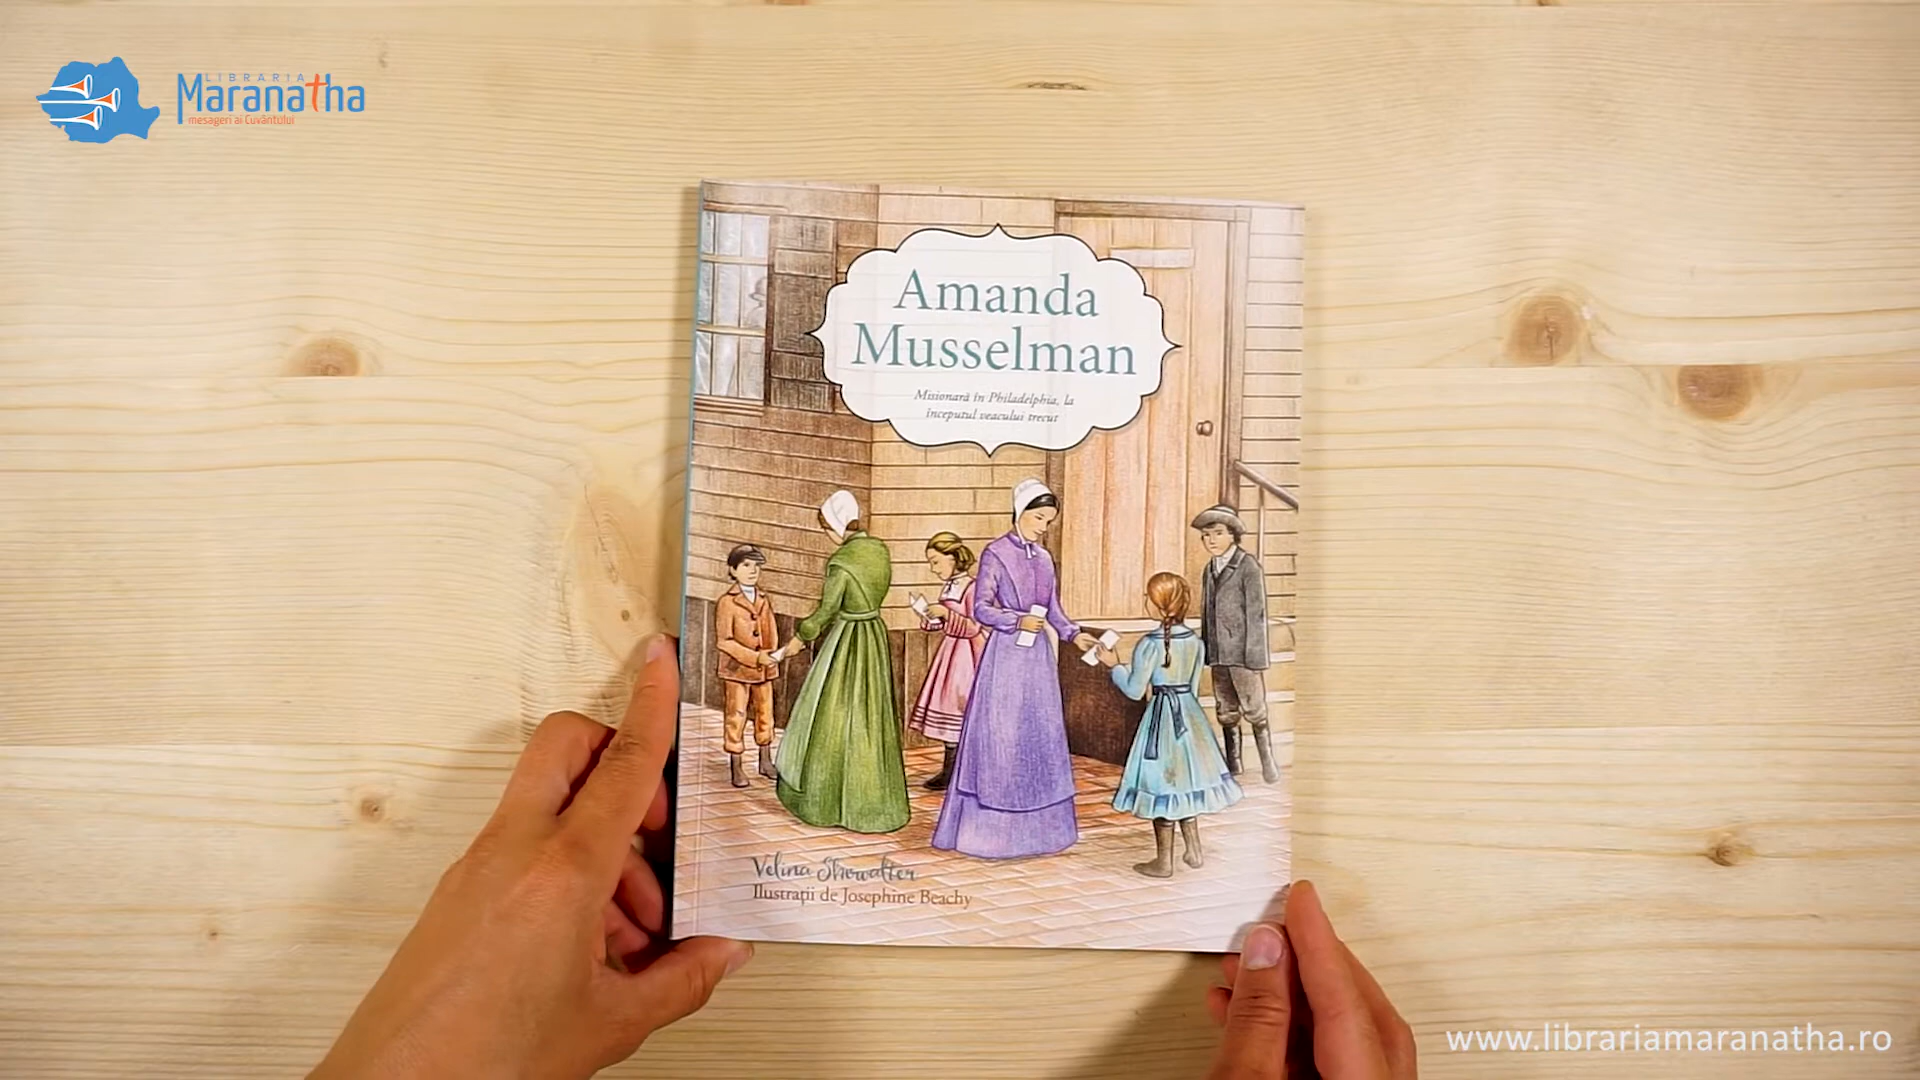 LIBRARIA
Maranatha
mesageri ai Cuvântului
Amanda
Musselman
Misionară în Philadelphia, la
începutul veacului trecut
Velina Showalter
Ilustrații de Josephine Beachy
www.librariamaranatha.ro